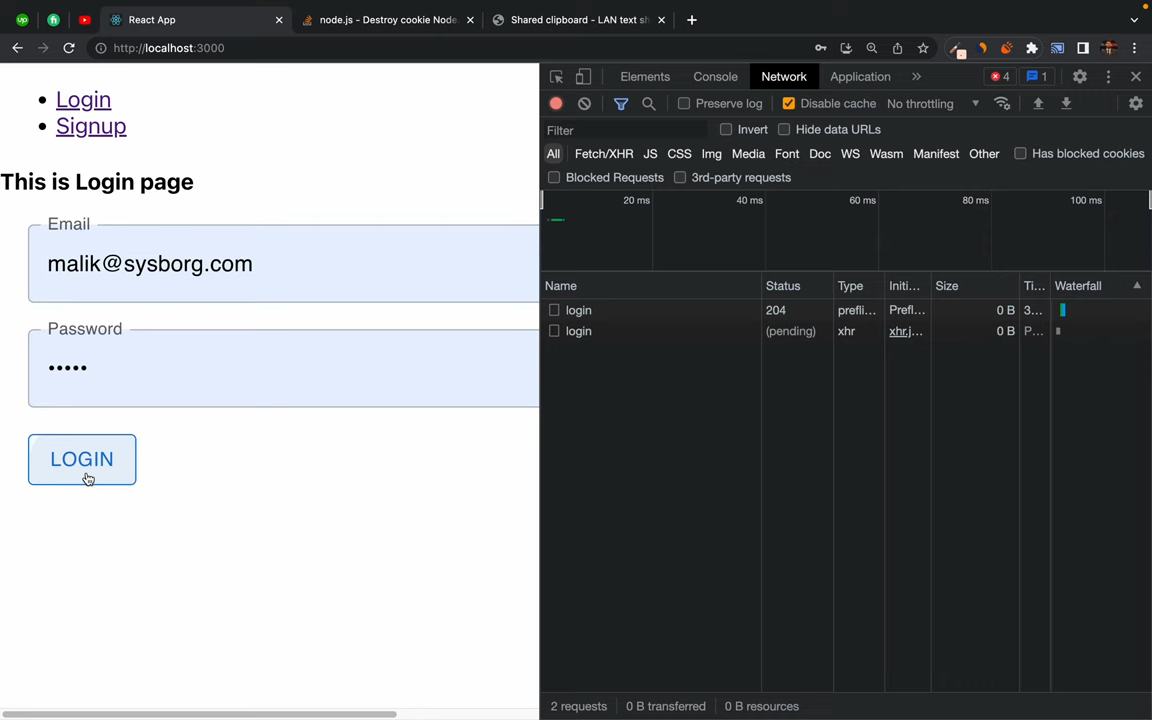 React App
node.js - Destroy cookie Node.
Shared clipboard - LAN text sh
http://localhost:3000
Login
Signup
This is Login page
Email
malik@sysborg.com
Password
•••••
LOGIN
Elements
Console
Network
Application
4
1
Preserve log
Disable cache
No throttling
Filter
Invert
Hide data URLs
All
Fetch/XHR
JS
CSS
Img
Media
Font
Doc
WS
Wasm
Manifest
Other
Has blocked cookies
Blocked Requests
3rd-party requests
20 ms
40 ms
60 ms
80 ms
100 ms
Name
Status
Type
Initi...
Size
Ti...
Waterfall
login
204
prefli...
Prefl...
0 B
3...
login
(pending)
xhr
xhr.j...
0 B
P...
2 requests
0 B transferred
0 B resources